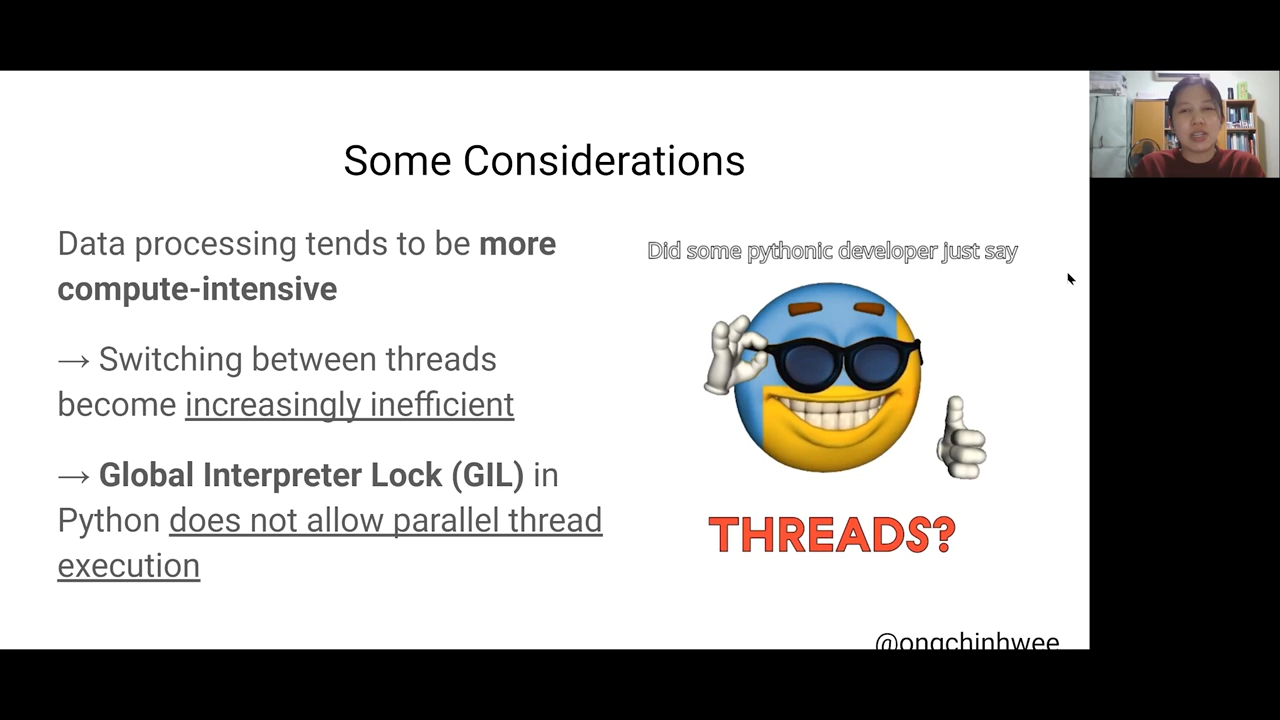 Some Considerations
Data processing tends to be more
compute-intensive
→ Switching between threads
become increasingly inefficient
→ Global Interpreter Lock (GIL) in
Python does not allow parallel thread
execution
Did some pythonic developer just say
THREADS?
@ongchinhwee